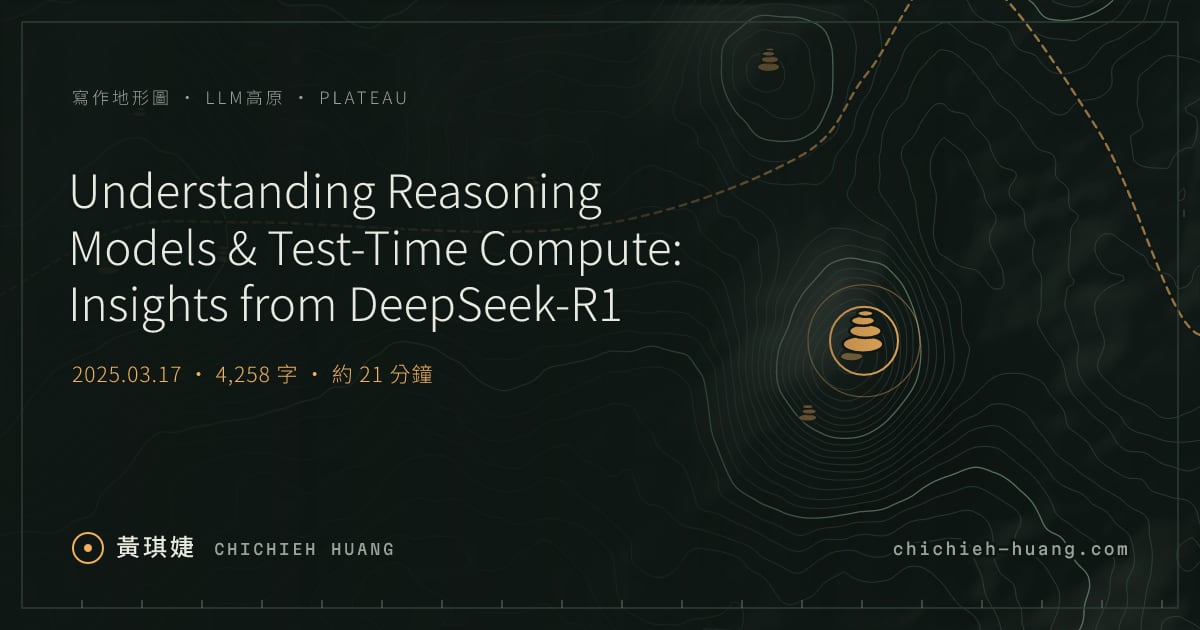 寫作地形圖 · LLM高原 · PLATEAU
Understanding Reasoning
Models & Test-Time Compute:
Insights from DeepSeek-R1
2025.03.17 · 4,258 字 · 約 21 分鐘
黃琪婕 CHICHIEH HUANG
chichieh-huang.com